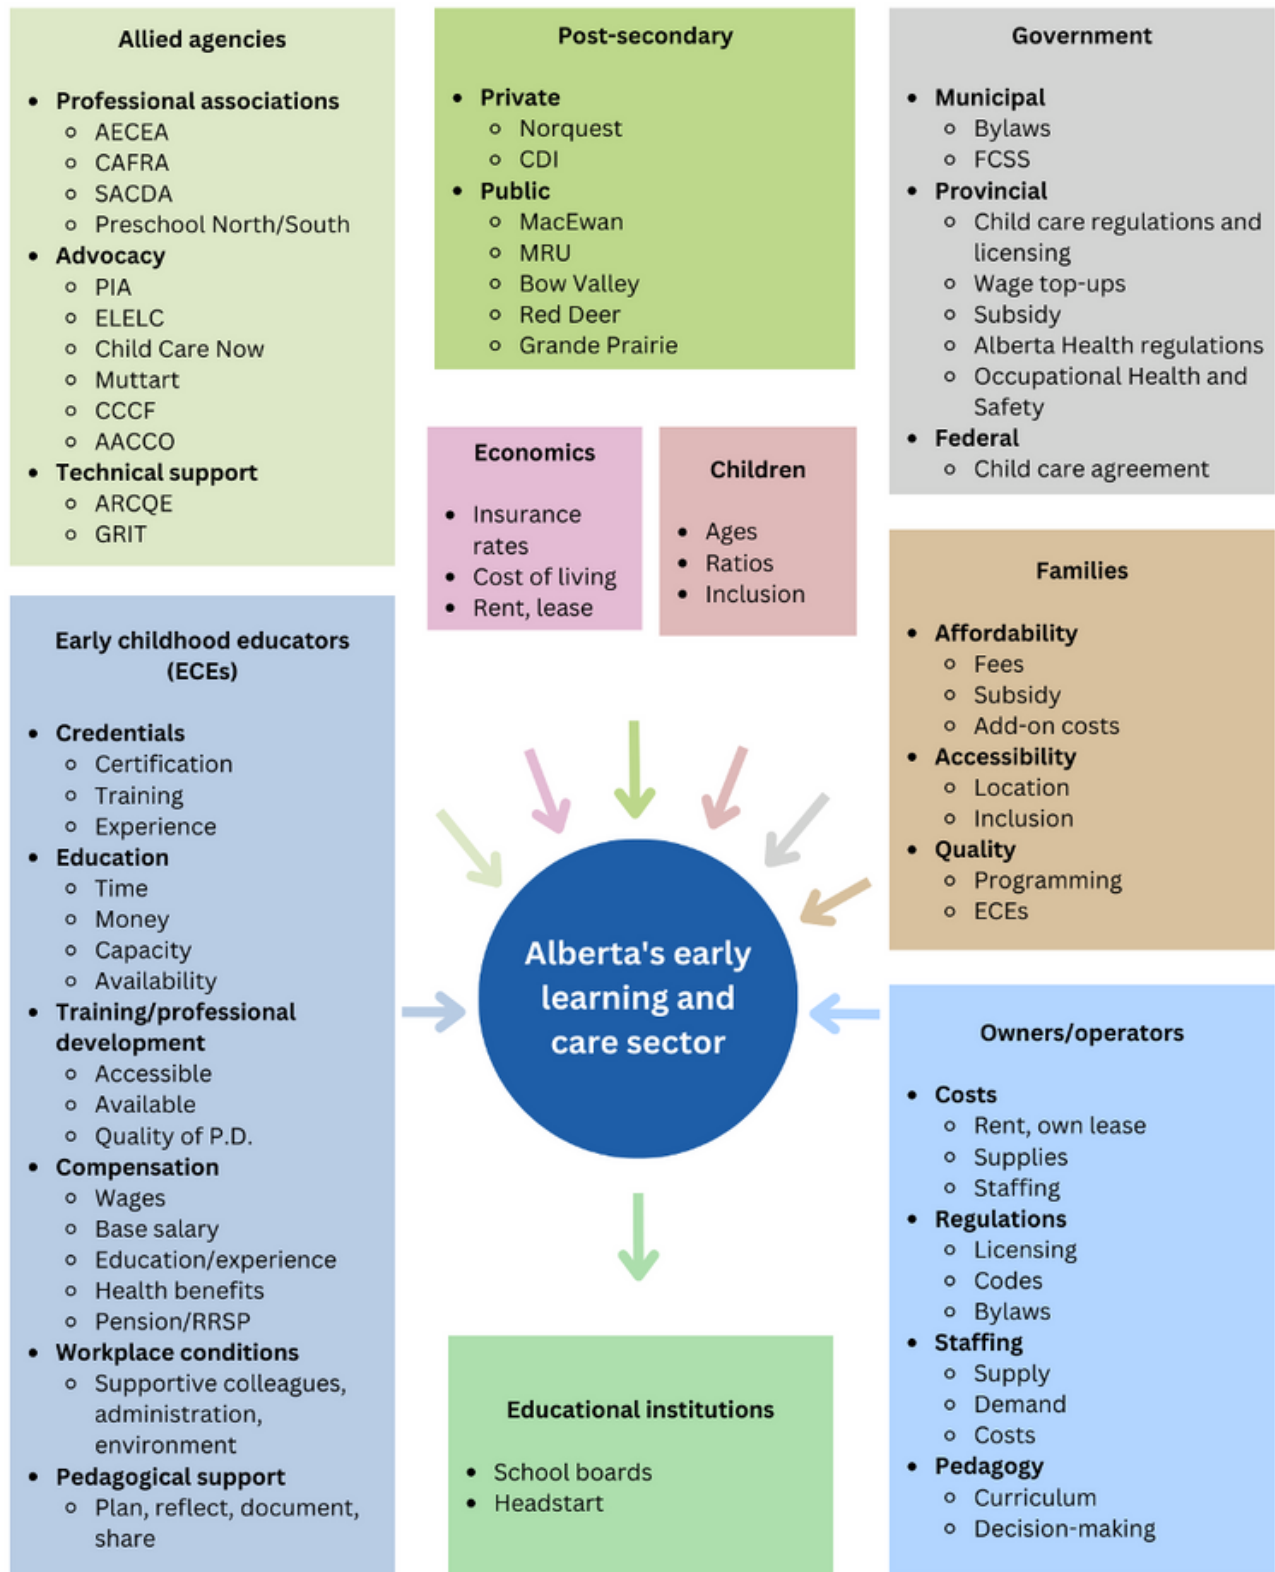 Allied agencies
• Professional associations
◦ AECEA
◦ CAFRA
◦ SACDA
◦ Preschool North/South
• Advocacy
◦ PIA
◦ ELELC
◦ Child Care Now
◦ Muttart
◦ CCCF
◦ AACCO
• Technical support
◦ ARCQE
◦ GRIT
Post-secondary
• Private
◦ Norquest
◦ CDI
• Public
◦ MacEwan
◦ MRU
◦ Bow Valley
◦ Red Deer
◦ Grande Prairie
Government
• Municipal
◦ Bylaws
◦ FCSS
• Provincial
◦ Child care regulations and
licensing
◦ Wage top-ups
◦ Subsidy
◦ Alberta Health regulations
◦ Occupational Health and
Safety
• Federal
◦ Child care agreement
Economics
• Insurance
rates
• Cost of living
• Rent, lease
Children
• Ages
• Ratios
• Inclusion
Families
• Affordability
◦ Fees
◦ Subsidy
◦ Add-on costs
• Accessibility
◦ Location
◦ Inclusion
• Quality
◦ Programming
◦ ECEs
Early childhood educators
(ECEs)
• Credentials
◦ Certification
◦ Training
◦ Experience
• Education
◦ Time
◦ Money
◦ Capacity
◦ Availability
• Training/professional
development
◦ Accessible
◦ Available
◦ Quality of P.D.
• Compensation
◦ Wages
◦ Base salary
◦ Education/experience
◦ Health benefits
◦ Pension/RRSP
• Workplace conditions
◦ Supportive colleagues,
administration,
environment
• Pedagogical support
◦ Plan, reflect, document,
share
Alberta's early
learning and
care sector
Owners/operators
• Costs
◦ Rent, own lease
◦ Supplies
◦ Staffing
• Regulations
◦ Licensing
◦ Codes
◦ Bylaws
• Staffing
◦ Supply
◦ Demand
◦ Costs
• Pedagogy
◦ Curriculum
◦ Decision-making
Educational institutions
• School boards
• Headstart